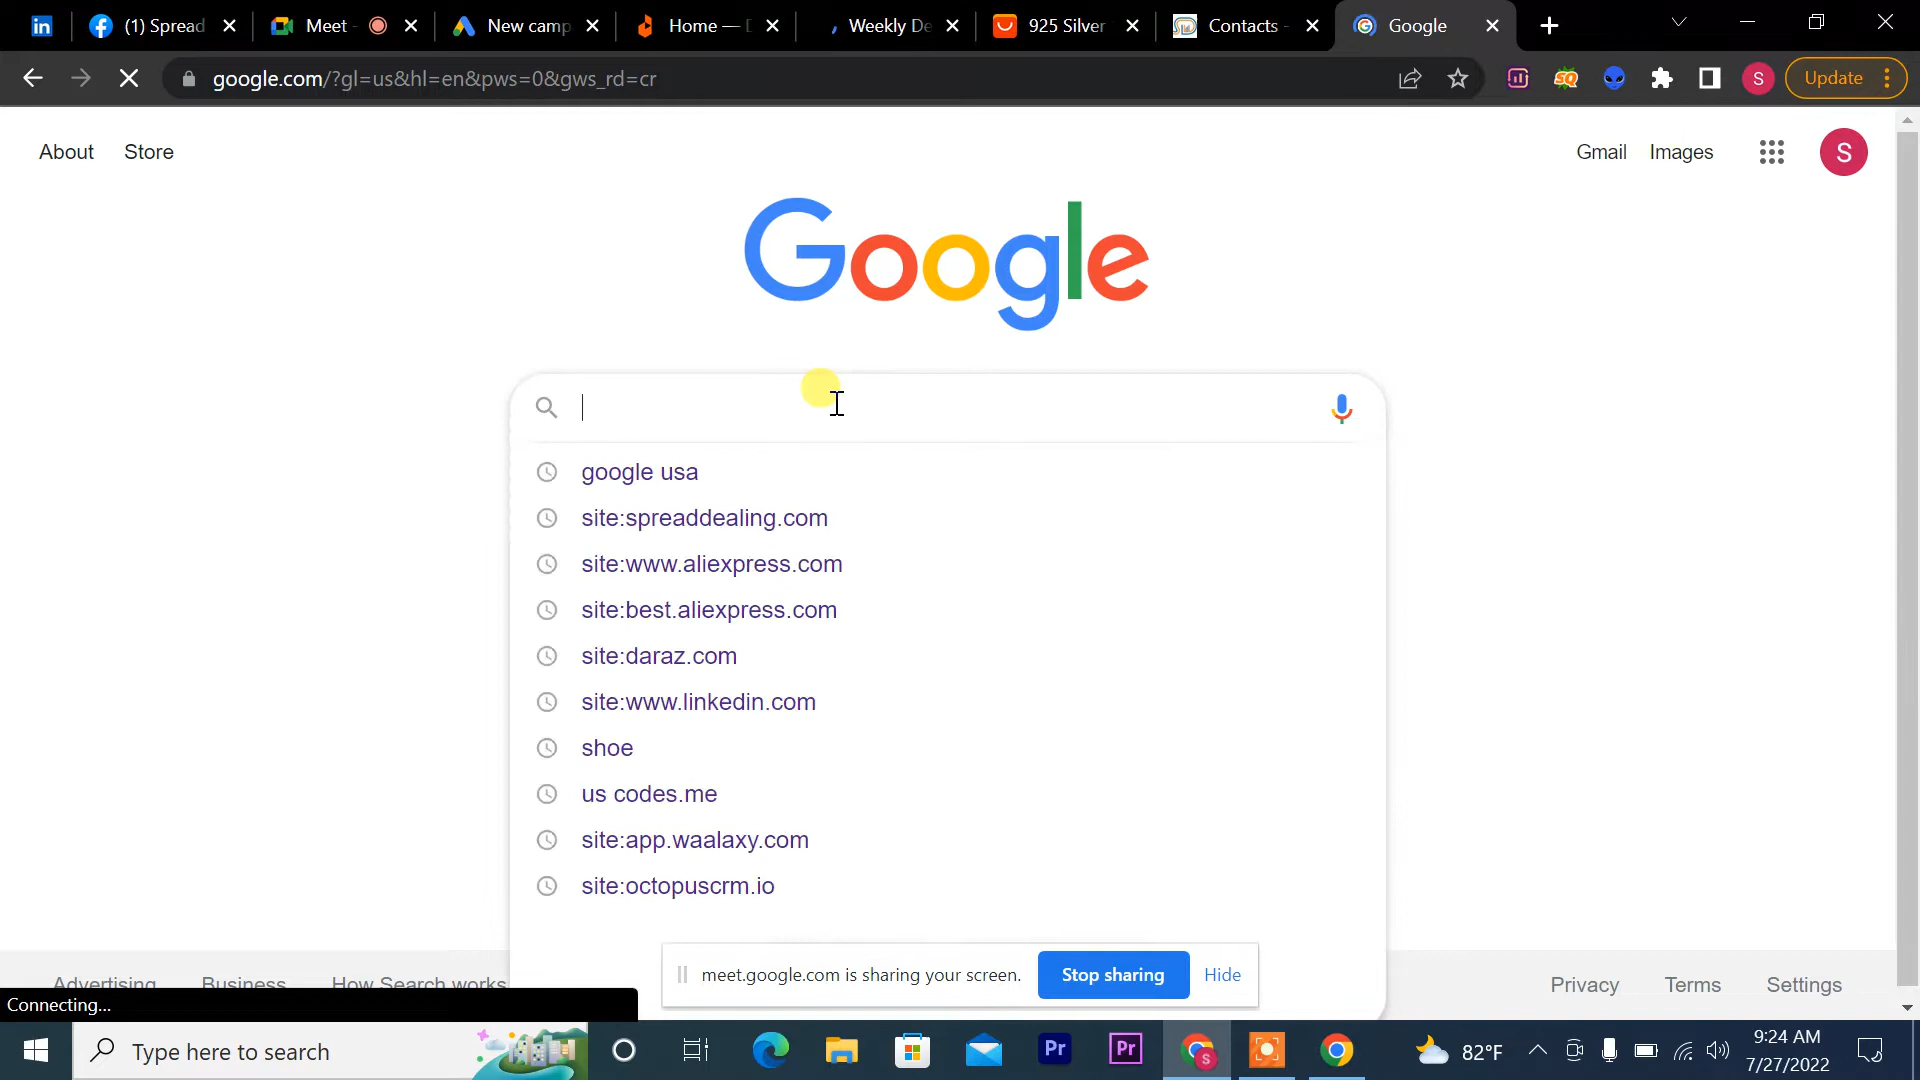 (1) Spread
Meet -
New camp
Home — D
Weekly De
925 Silver
Contacts -
Google
google.com/?gl=us&hl=en&pws=0&gws_rd=cr
Update
About
Store
Gmail
Images
S
Google
google usa
site:spreaddealing.com
site:www.aliexpress.com
site:best.aliexpress.com
site:daraz.com
site:www.linkedin.com
shoe
us codes.me
site:app.waalaxy.com
site:octopuscrm.io
meet.google.com is sharing your screen.
Stop sharing
Hide
Advertising
Business
How Search works
Privacy
Terms
Settings
Connecting...
Type here to search
Pr
Pr
82°F
9:24 AM
7/27/2022